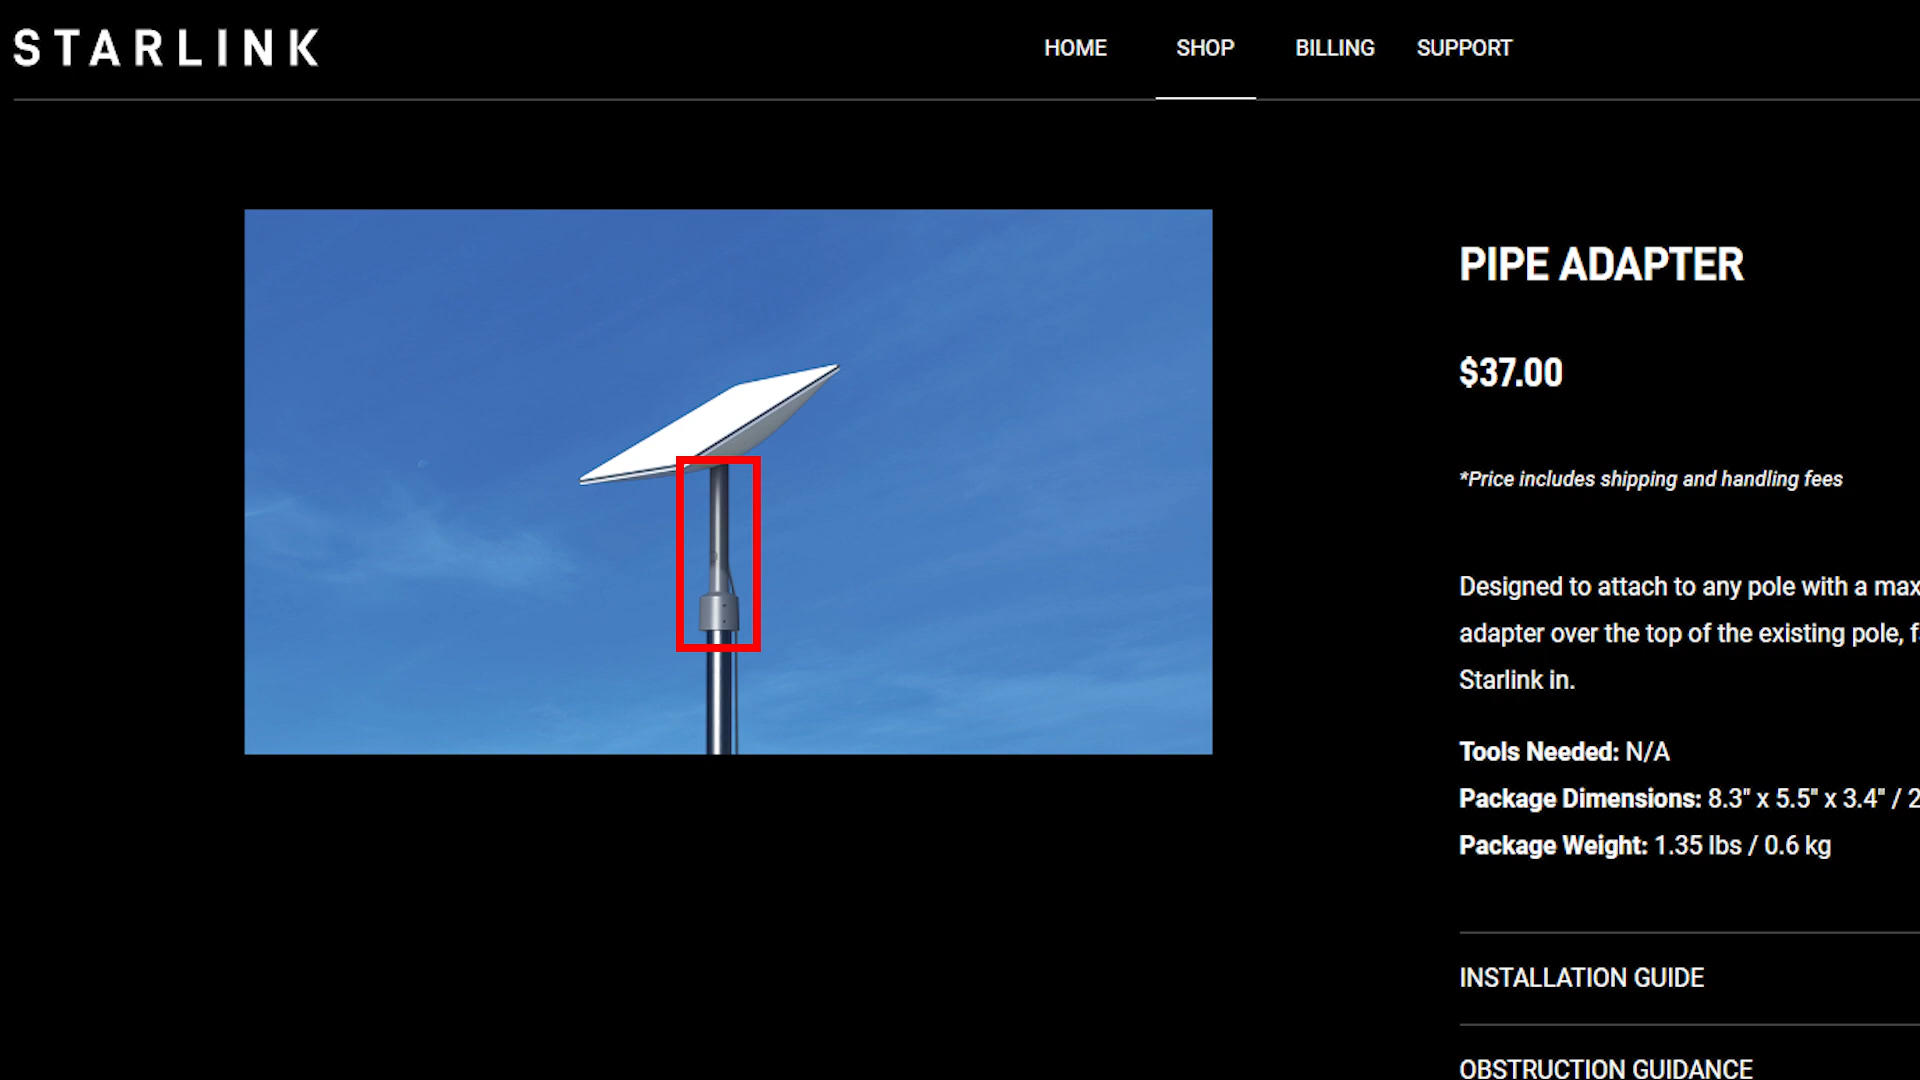 STARLINK
HOME SHOP BILLING SUPPORT
PIPE ADAPTER
$37.00
*Price includes shipping and handling fees
Designed to attach to any pole with a max
adapter over the top of the existing pole,
Starlink in.
Tools Needed: N/A
Package Dimensions: 8.3" x 5.5" x 3.4" / 2
Package Weight: 1.35 lbs / 0.6 kg
INSTALLATION GUIDE
OBSTRUCTION GUIDANCE